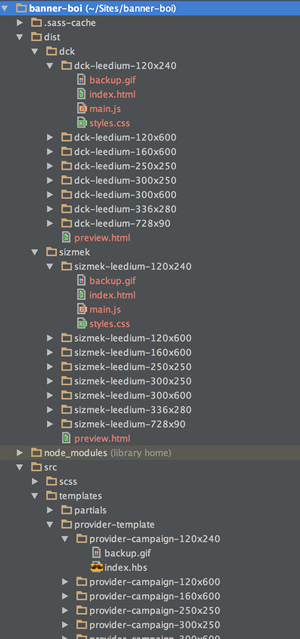 banner-boi (~/Sites/banner-boi)
.sass-cache
dist
dck
dck-leedium-120x240
backup.gif
index.html
main.js
styles.css
dck-leedium-120x600
dck-leedium-160x600
dck-leedium-250x250
dck-leedium-300x250
dck-leedium-300x600
dck-leedium-336x280
dck-leedium-728x90
preview.html
sizmek
sizmek-leedium-120x240
backup.gif
index.html
main.js
styles.css
sizmek-leedium-120x600
sizmek-leedium-160x600
sizmek-leedium-250x250
sizmek-leedium-300x250
sizmek-leedium-300x600
sizmek-leedium-336x280
sizmek-leedium-728x90
preview.html
node_modules (library home)
src
scss
templates
partials
provider-template
provider-campaign-120x240
backup.gif
index.hbs
provider-campaign-120x600
provider-campaign-160x600
provider-campaign-250x250
provider-campaign-300x250
provider-campaign-300x600